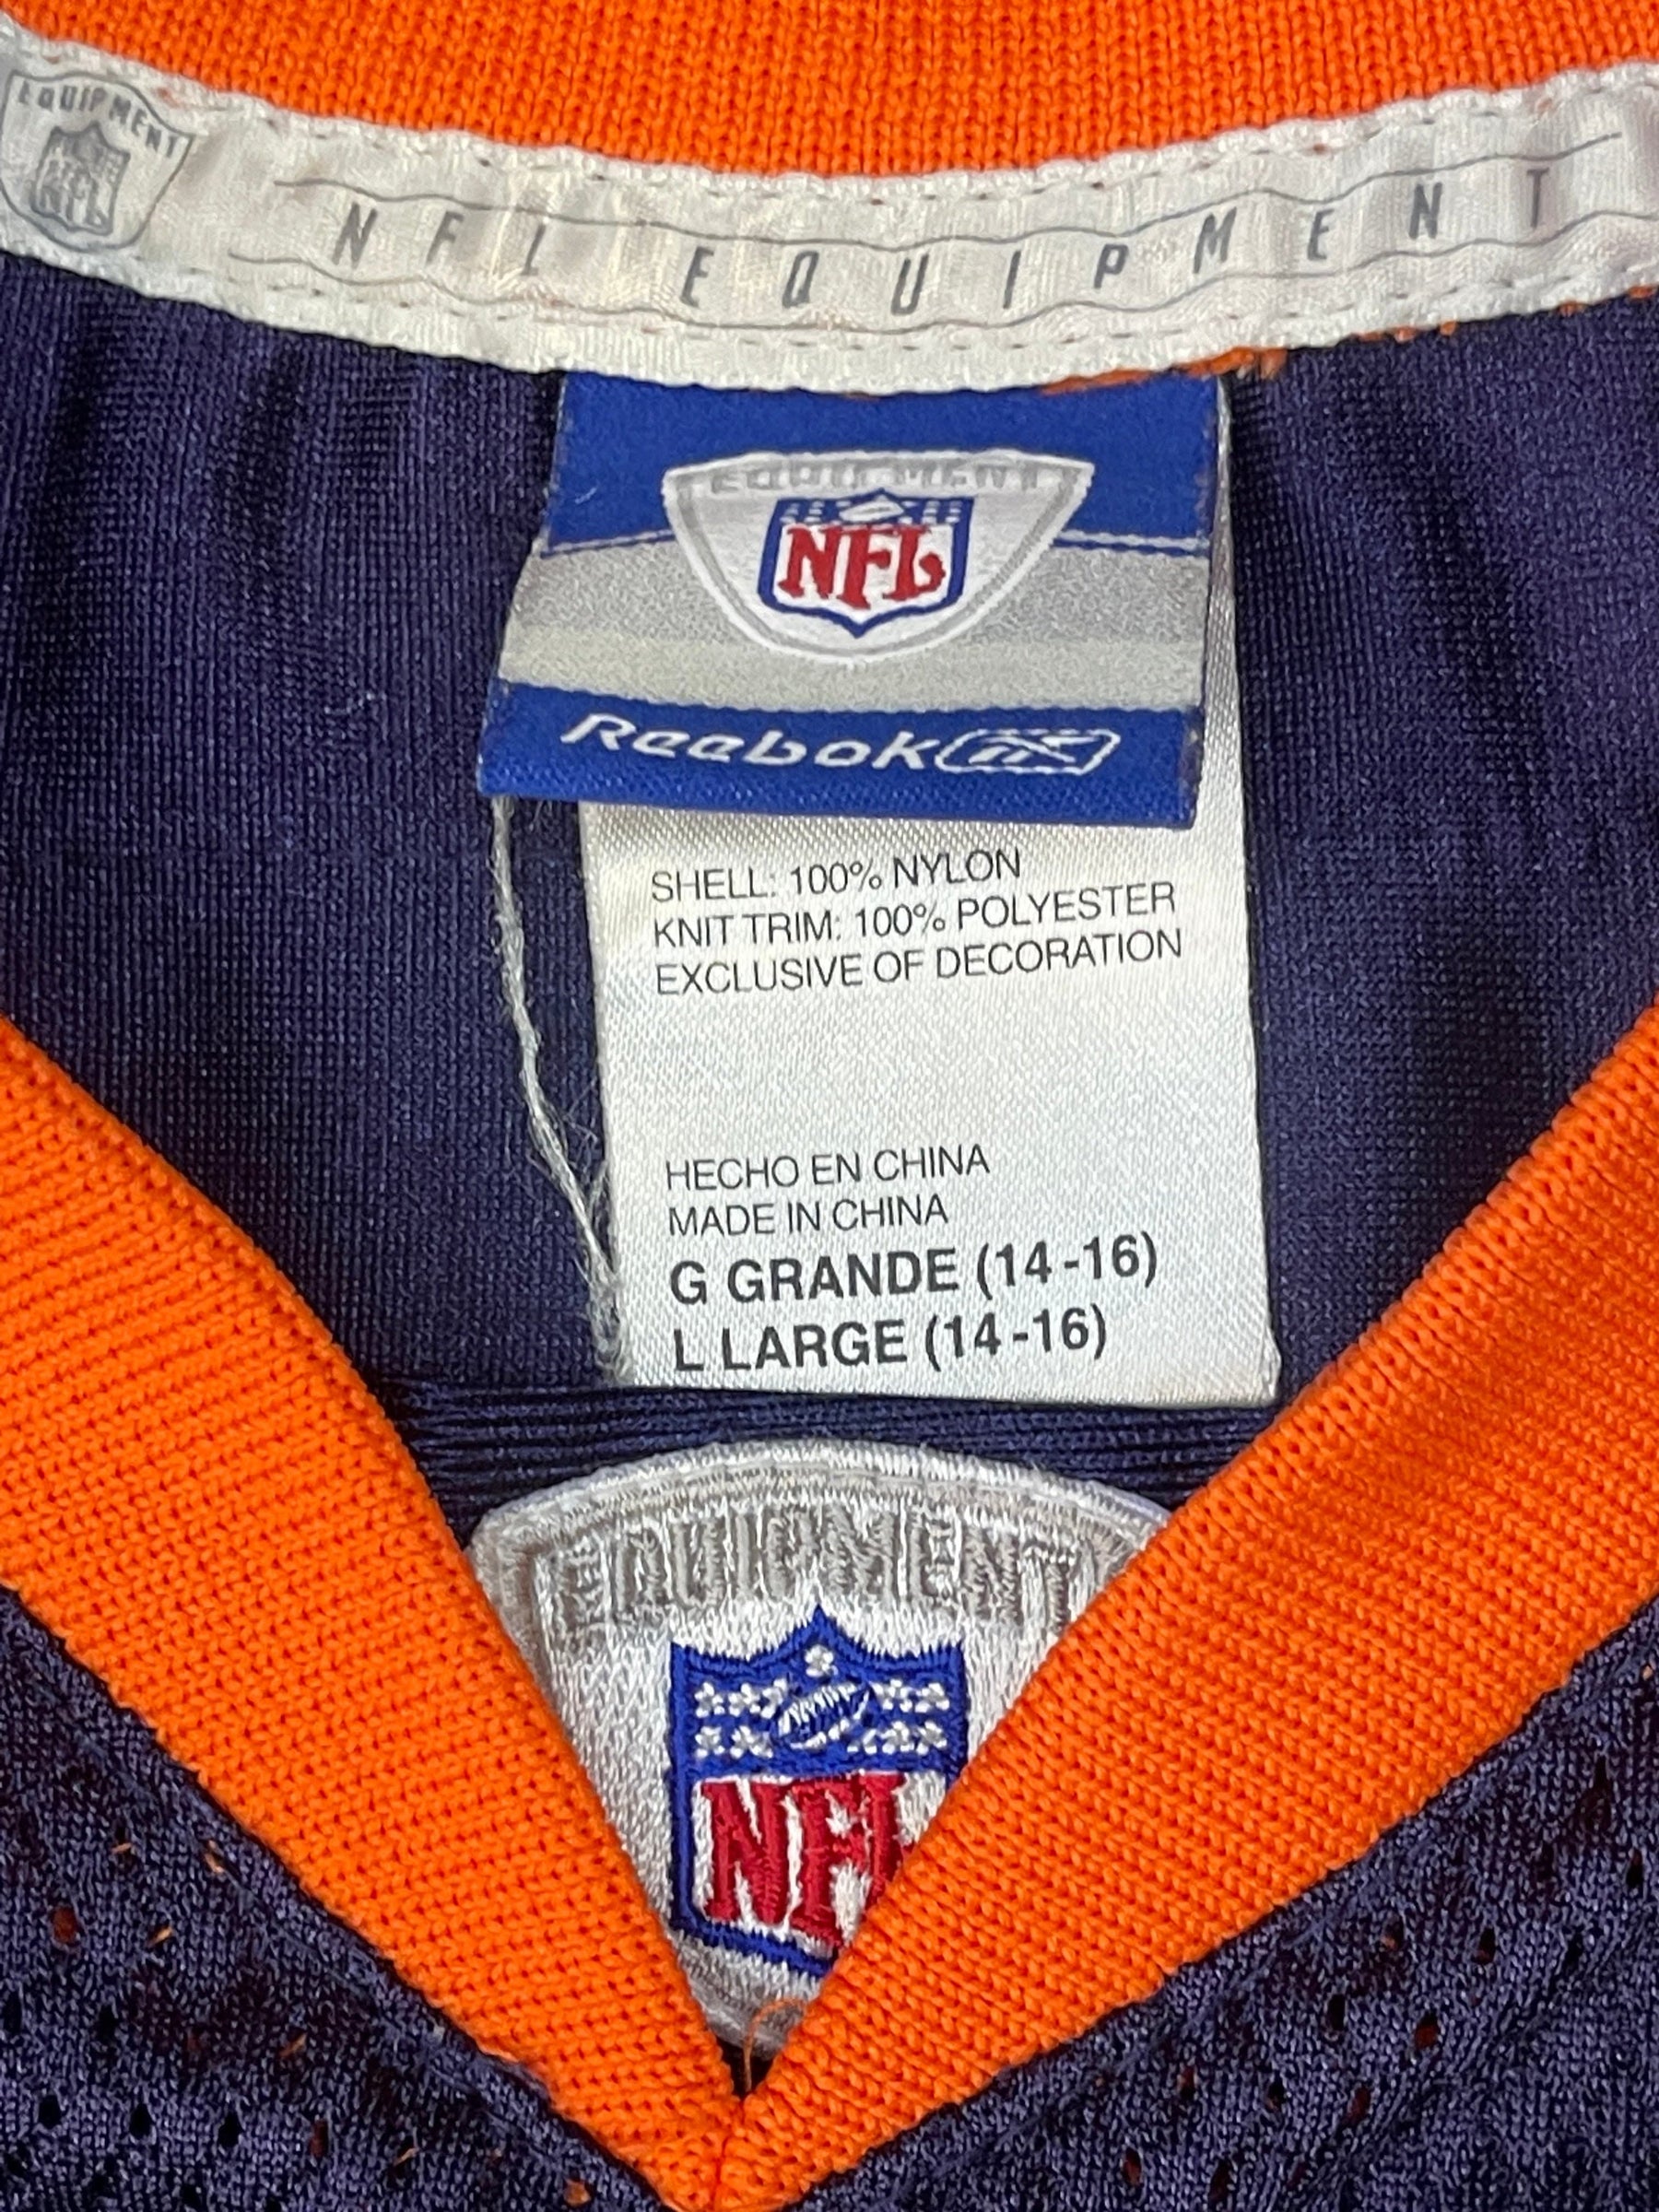 EQUIPMENT
NFL
NFL EQUIPMENT
EQUIPMENT
NFL
Reebok
SHELL: 100% NYLON
KNIT TRIM: 100% POLYESTER
EXCLUSIVE OF DECORATION
HECHO EN CHINA
MADE IN CHINA
G GRANDE (14-16)
L LARGE (14-16)
EQUIPMENT
NFL